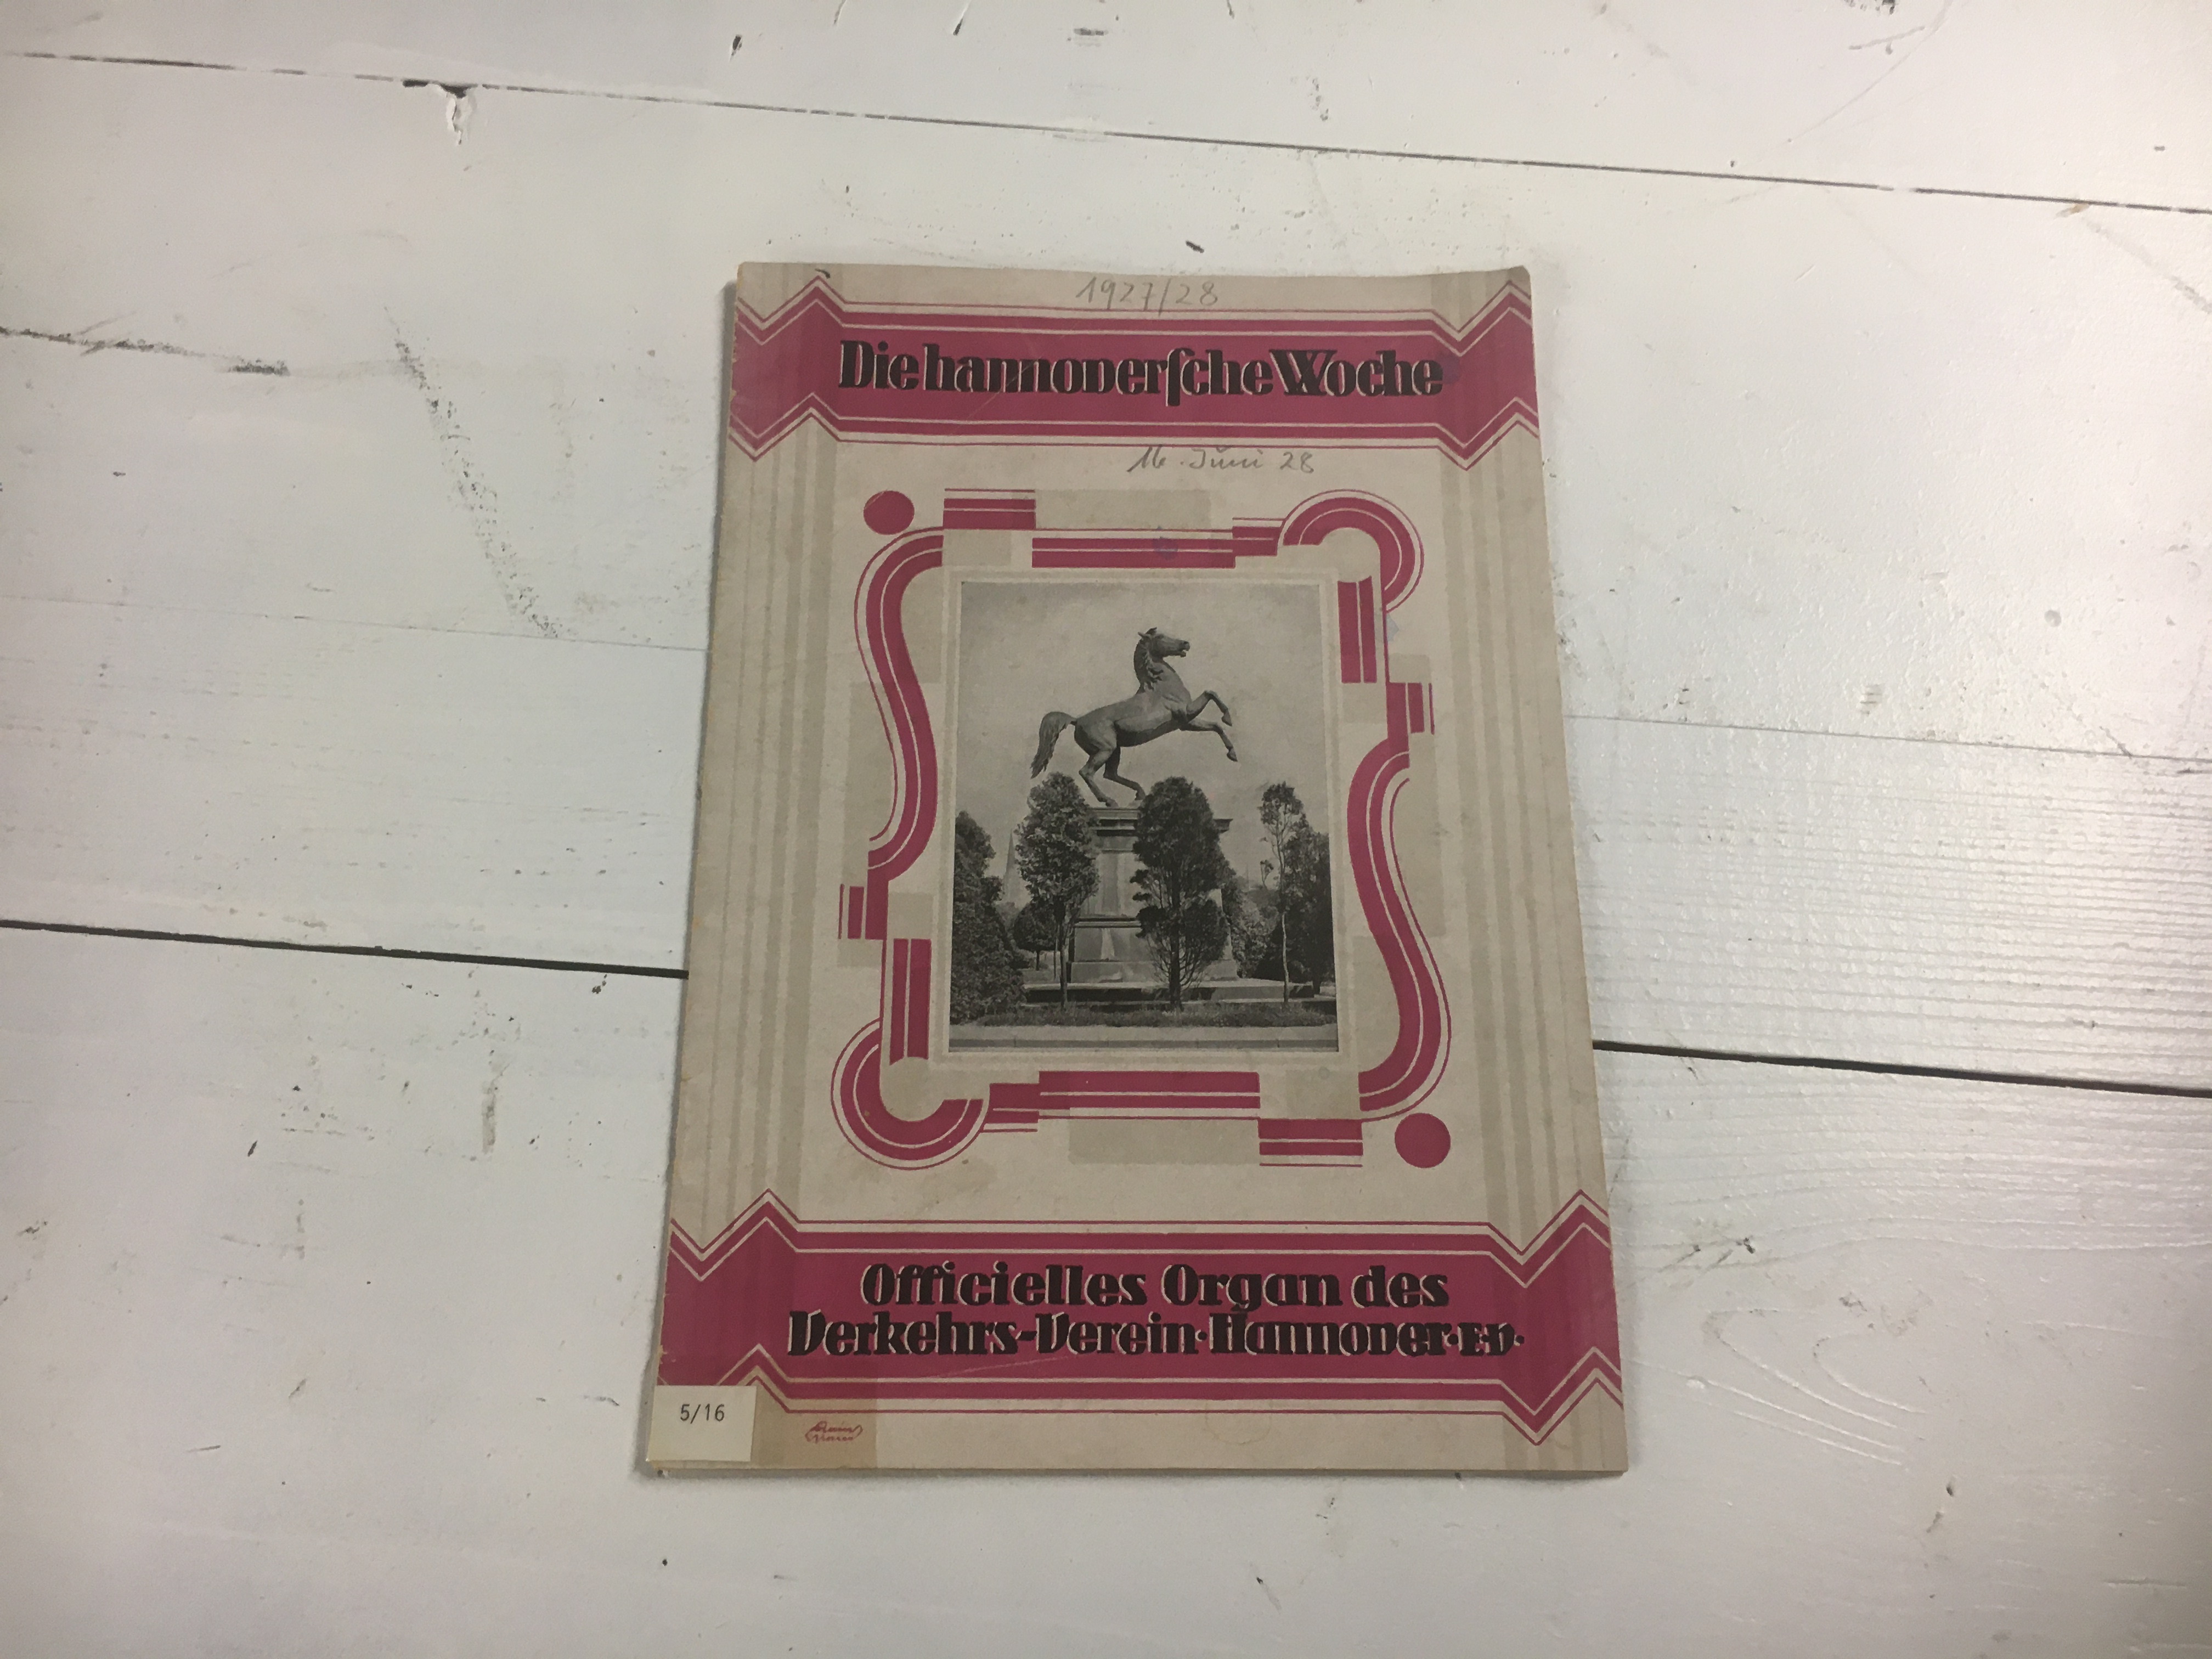 1927/28
Die hannoverſche Woche
16. Juni 28
Officielles Organ des
Verkehrs-Verein·Hannover·E·V·
5/16